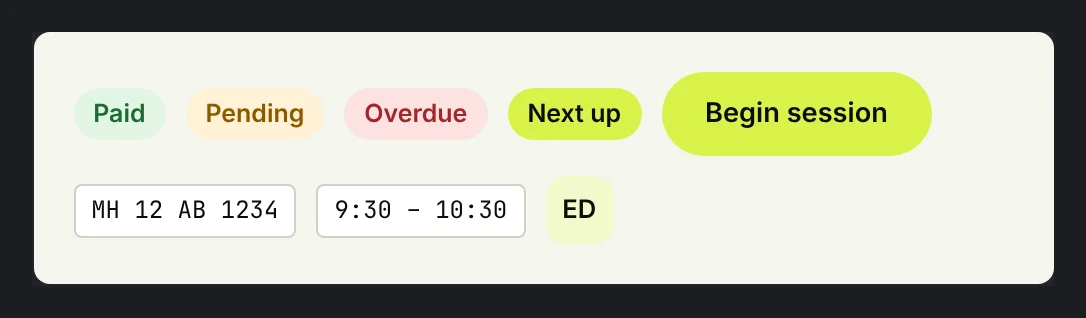 Paid Pending Overdue Next up Begin session
MH 12 AB 1234 9:30 – 10:30 ED